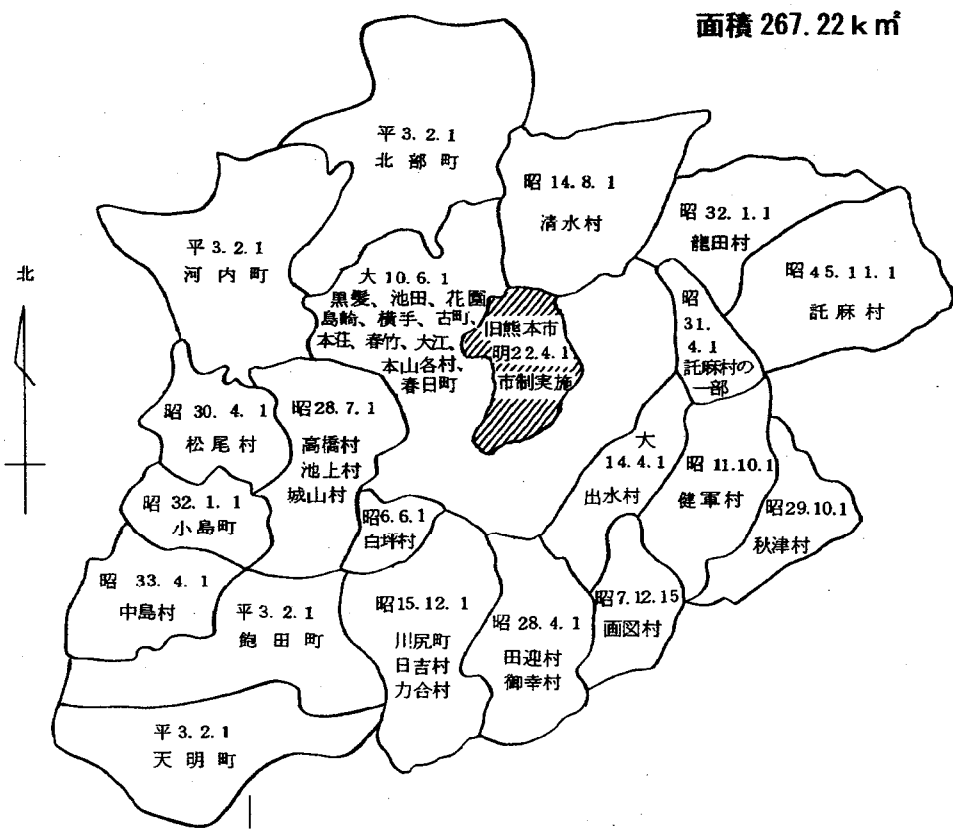 面積 267.22 k㎡
平 3. 2. 1
北 部 町
昭 14. 8. 1
清水村
昭 32. 1. 1
龍田村
昭 45. 11. 1
託 麻 村
平 3. 2. 1
河 内 町
北
大 10. 6. 1
黒髪、池田、花園
島崎、横手、古町、
本荘、春竹、大江、
本山各村、
春日町
旧熊本市
明22.4.1
市制実施
昭
31.
4. 1
託麻村の
一部
昭 30. 4. 1
松 尾 村
昭 28. 7. 1
高橋村
池上村
城山村
大
14. 4. 1
出水村
昭 11. 10. 1
健軍村
昭 29. 10. 1
秋津村
昭 32. 1. 1
小 島 町
昭6. 6. 1
白坪村
昭 33. 4. 1
中島村
平 3. 2. 1
飽 田 町
昭 15. 12. 1
川尻町
日吉村
力合村
昭 28. 4. 1
田迎村
御幸村
昭 7. 12. 15
画図村
平 3. 2. 1
天 明 町